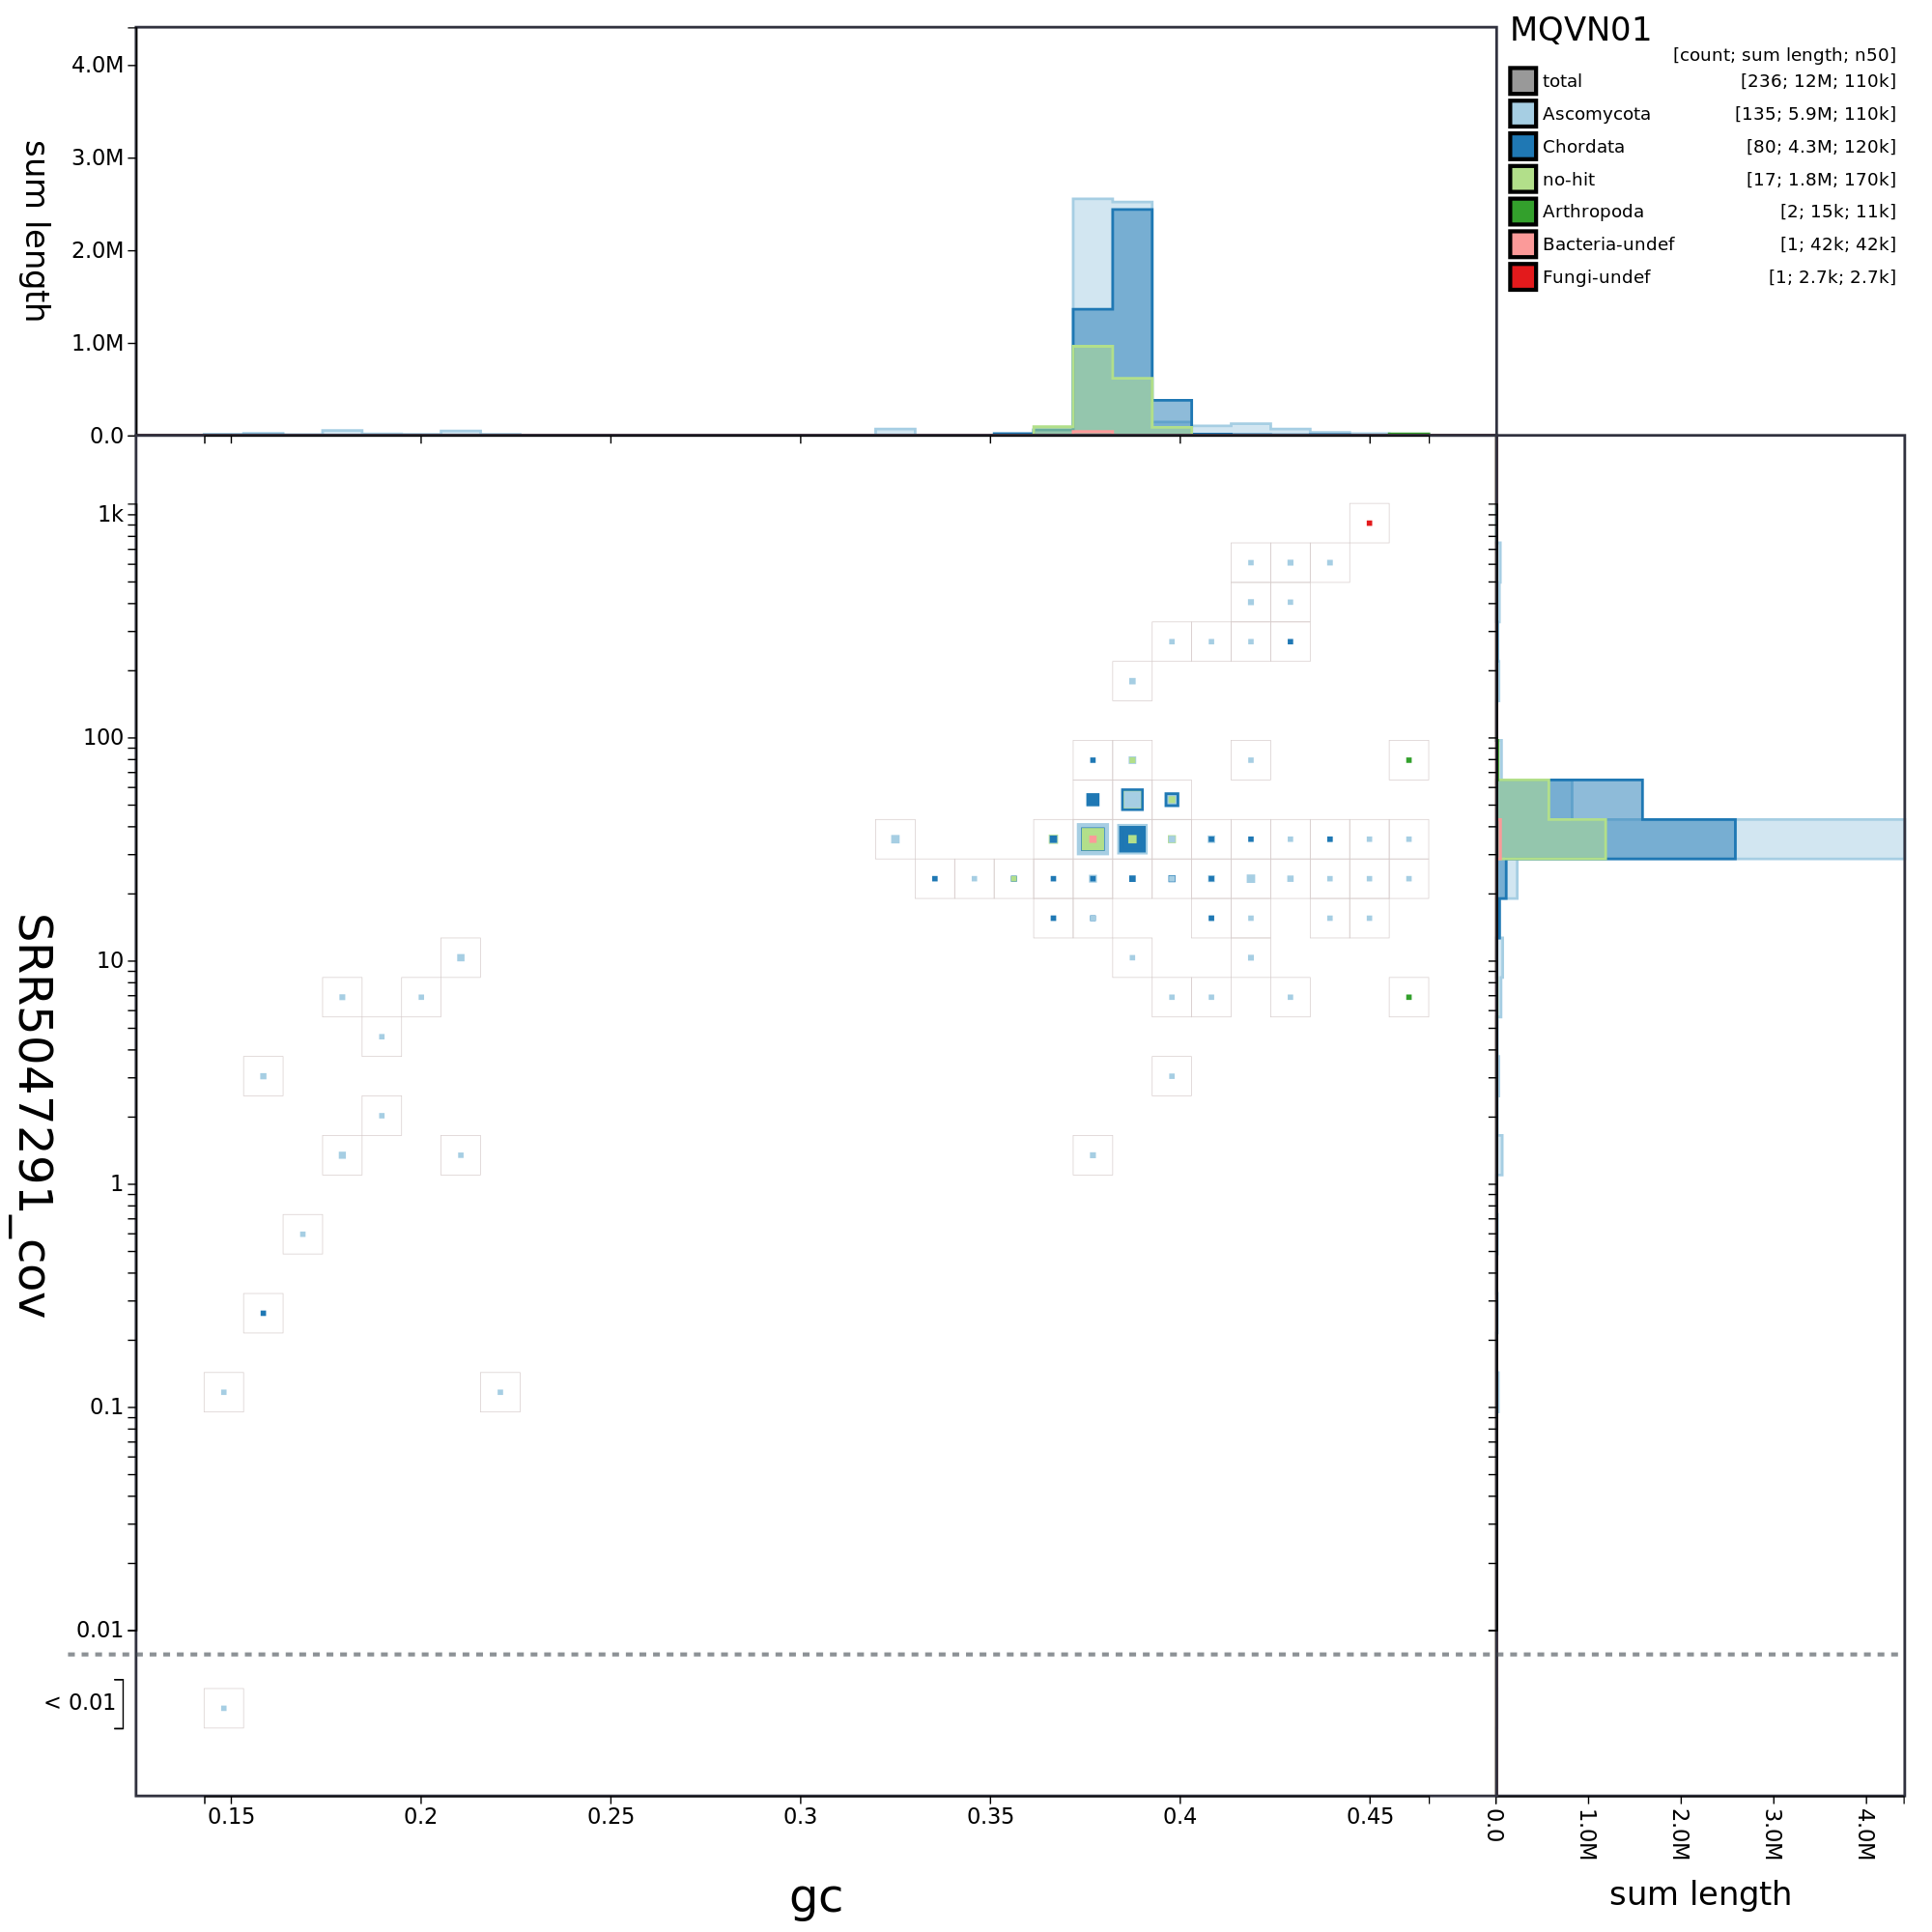 MQVN01
[count; sum length; n50]
total [236; 12M; 110k]
Ascomycota [135; 5.9M; 110k]
Chordata [80; 4.3M; 120k]
no-hit [17; 1.8M; 170k]
Arthropoda [2; 15k; 11k]
Bacteria-undef [1; 42k; 42k]
Fungi-undef [1; 2.7k; 2.7k]
sum length
4.0M
3.0M
2.0M
1.0M
0.0
SRR5047291_cov
1k
100
10
1
0.1
0.01
< 0.01
0.15 0.2 0.25 0.3 0.35 0.4 0.45
gc
0.0 1.0M 2.0M 3.0M 4.0M
sum length